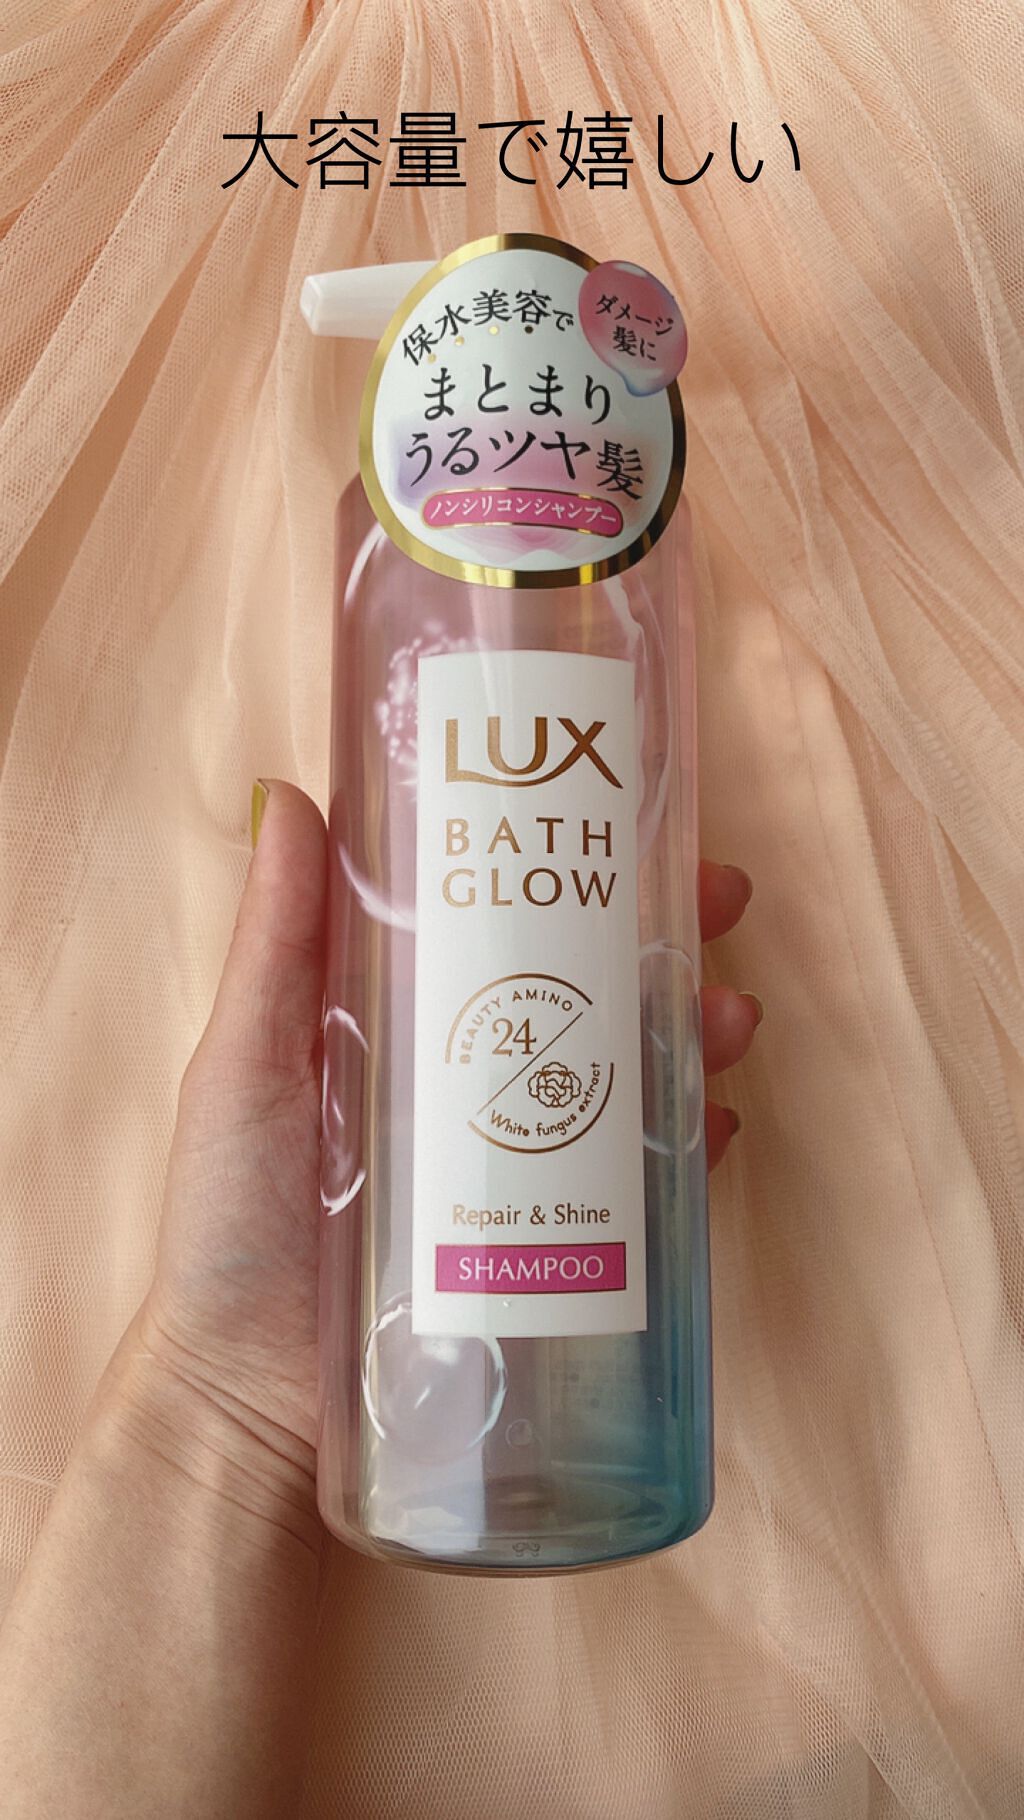 大容量で嬉しい
保水美容で
ダメージ
髪に
まとまり
うるツヤ髪
ノンシリコンシャンプー
LUX
BATH
GLOW
BEAUTY AMINO
24
White fungus extract
Repair & Shine
SHAMPOO